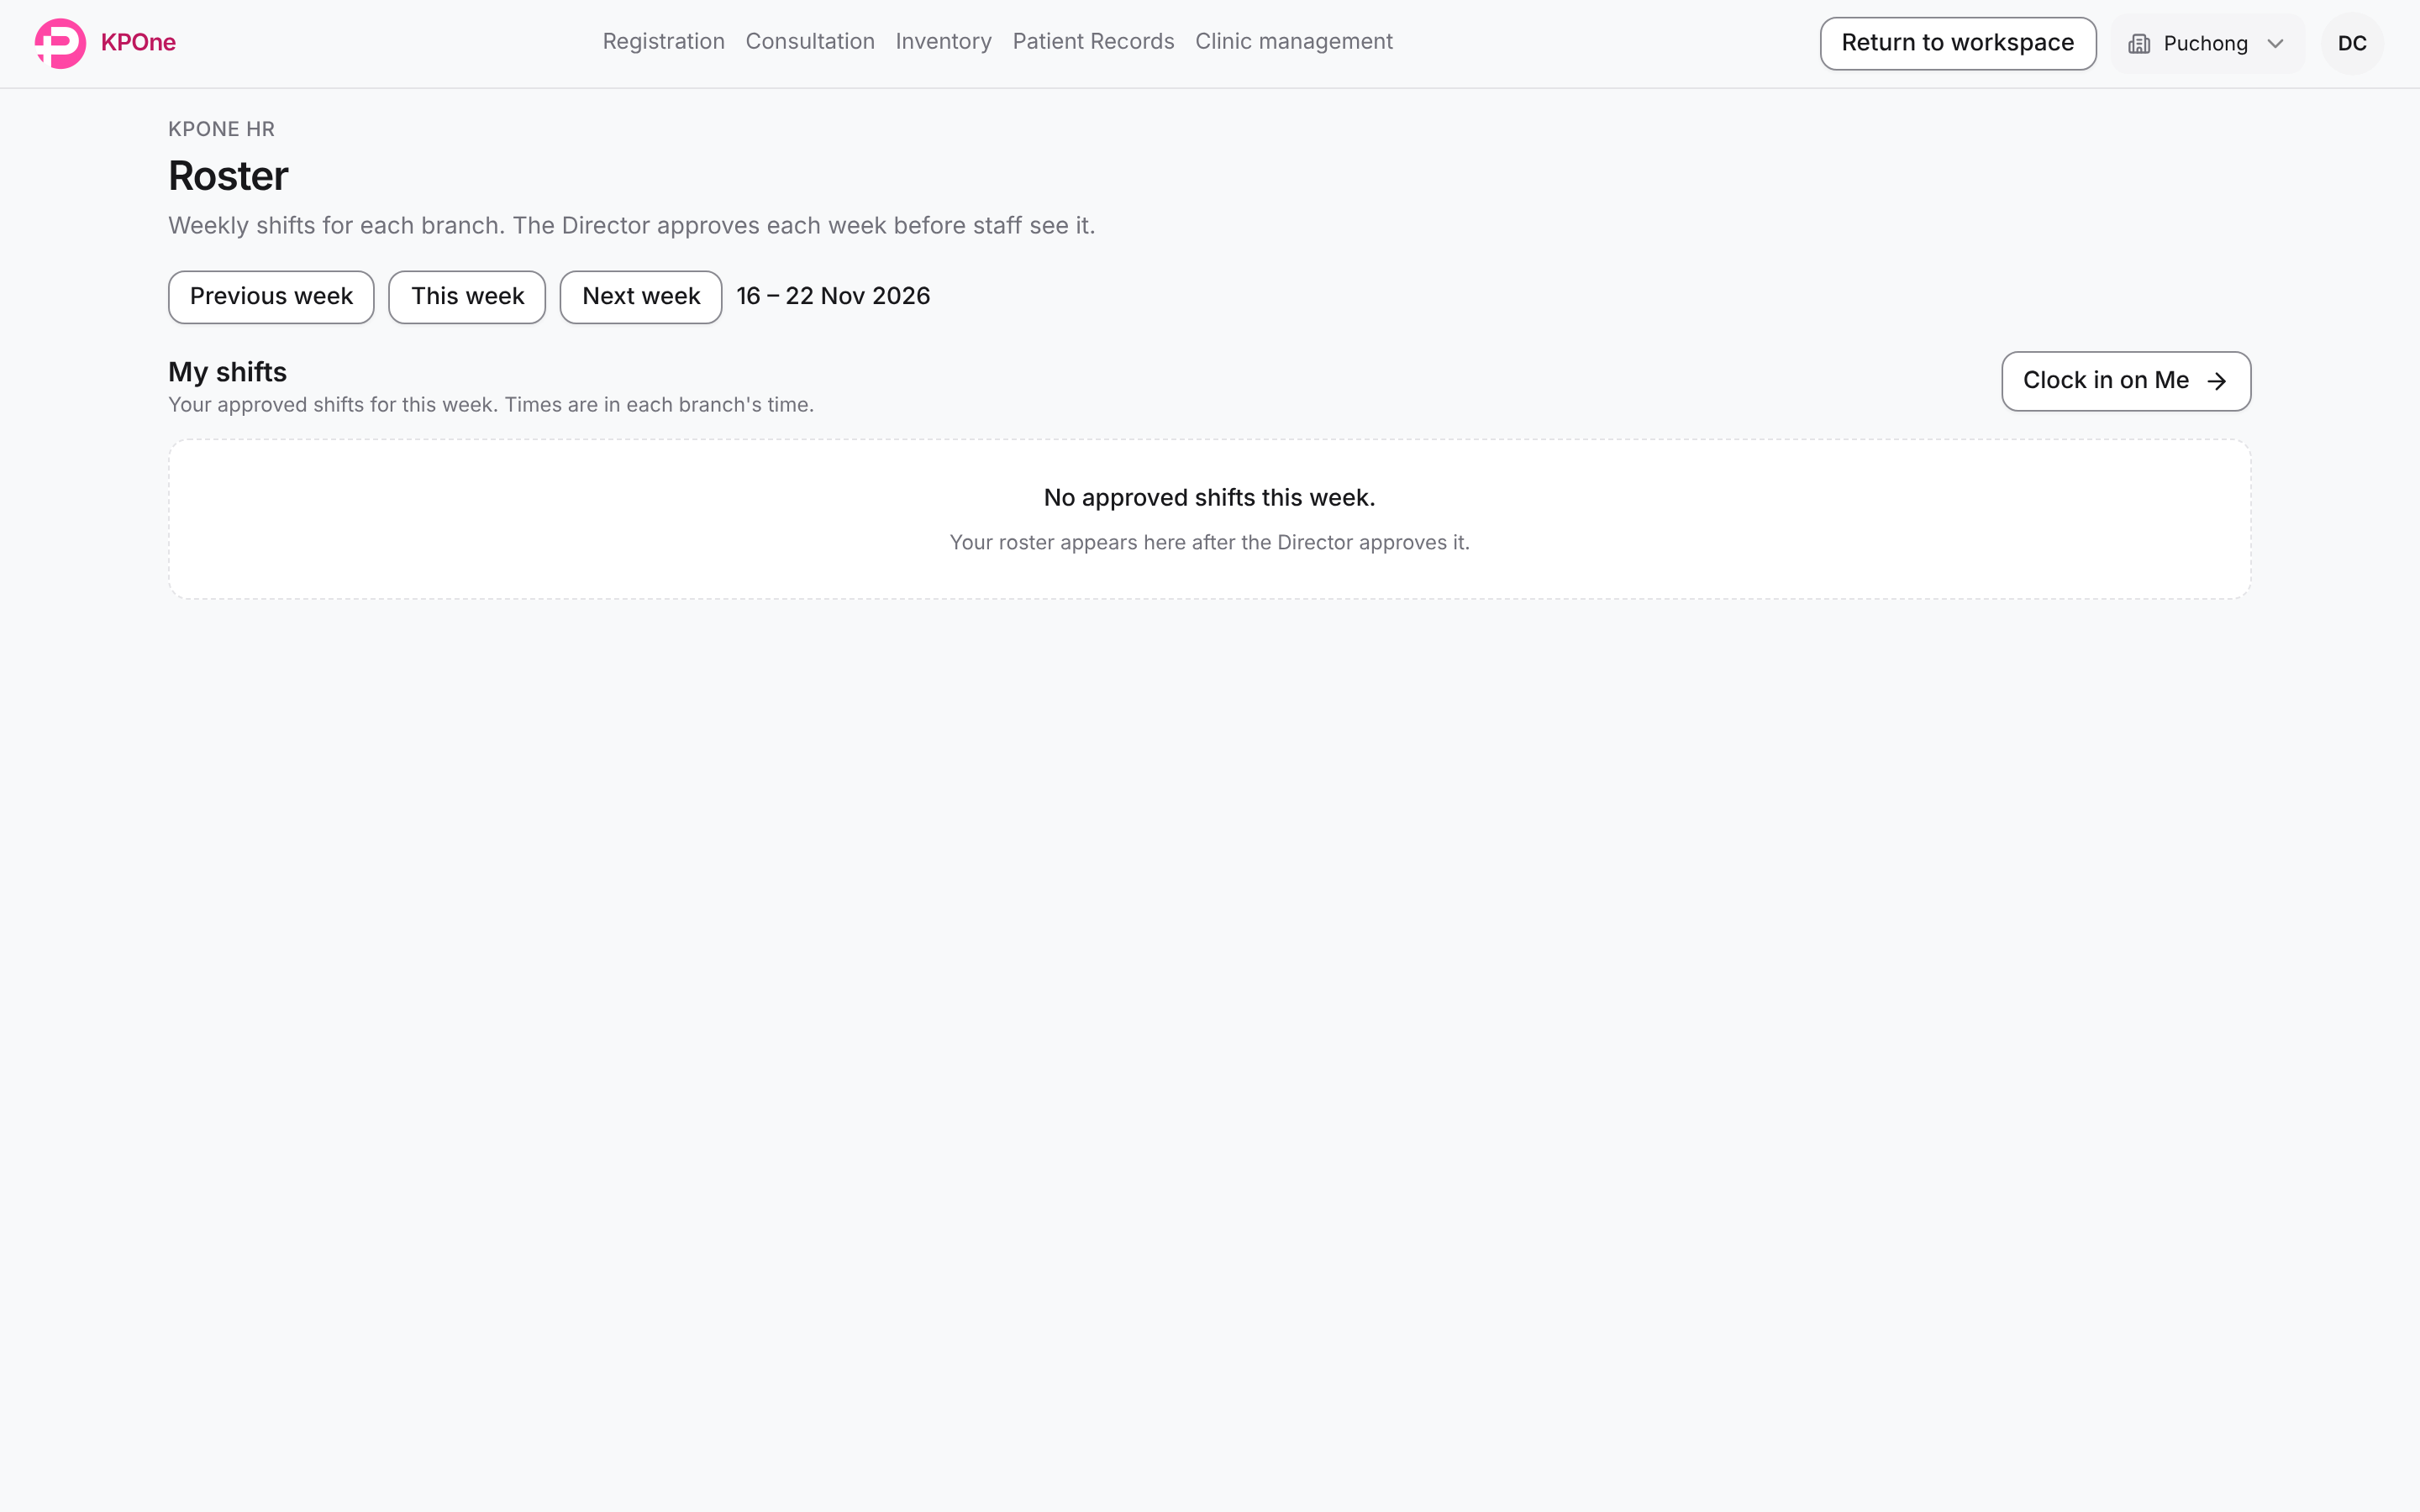 KPOne
Registration Consultation Inventory Patient Records Clinic management
Return to workspace
Puchong
DC
KPONE HR
Roster
Weekly shifts for each branch. The Director approves each week before staff see it.
Previous week This week Next week 16 – 22 Nov 2026
My shifts
Your approved shifts for this week. Times are in each branch's time.
Clock in on Me
No approved shifts this week.
Your roster appears here after the Director approves it.